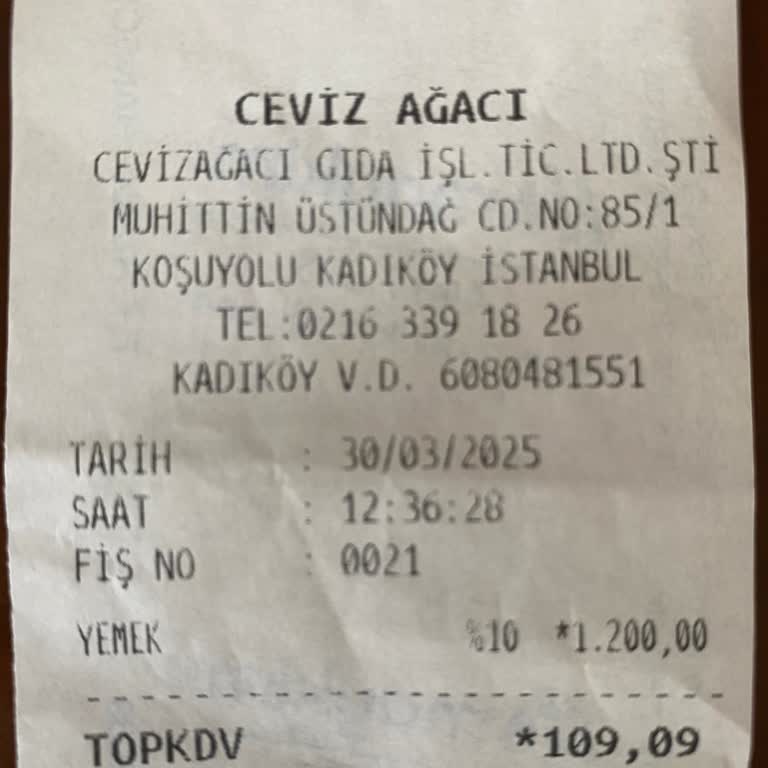 CEVİZ AĞACI
CEVİZAĞACI GIDA İŞL.TİC.LTD.ŞTİ
MUHİTTİN ÜSTÜNDAĞ CD.NO:85/1
KOŞUYOLU KADIKÖY İSTANBUL
TEL:0216 339 18 26
KADIKÖY V.D. 6080481551
TARİH : 30/03/2025
SAAT : 12:36:28
FİŞ NO : 0021
YEMEK %10 *1.200,00
TOPKDV *109,09